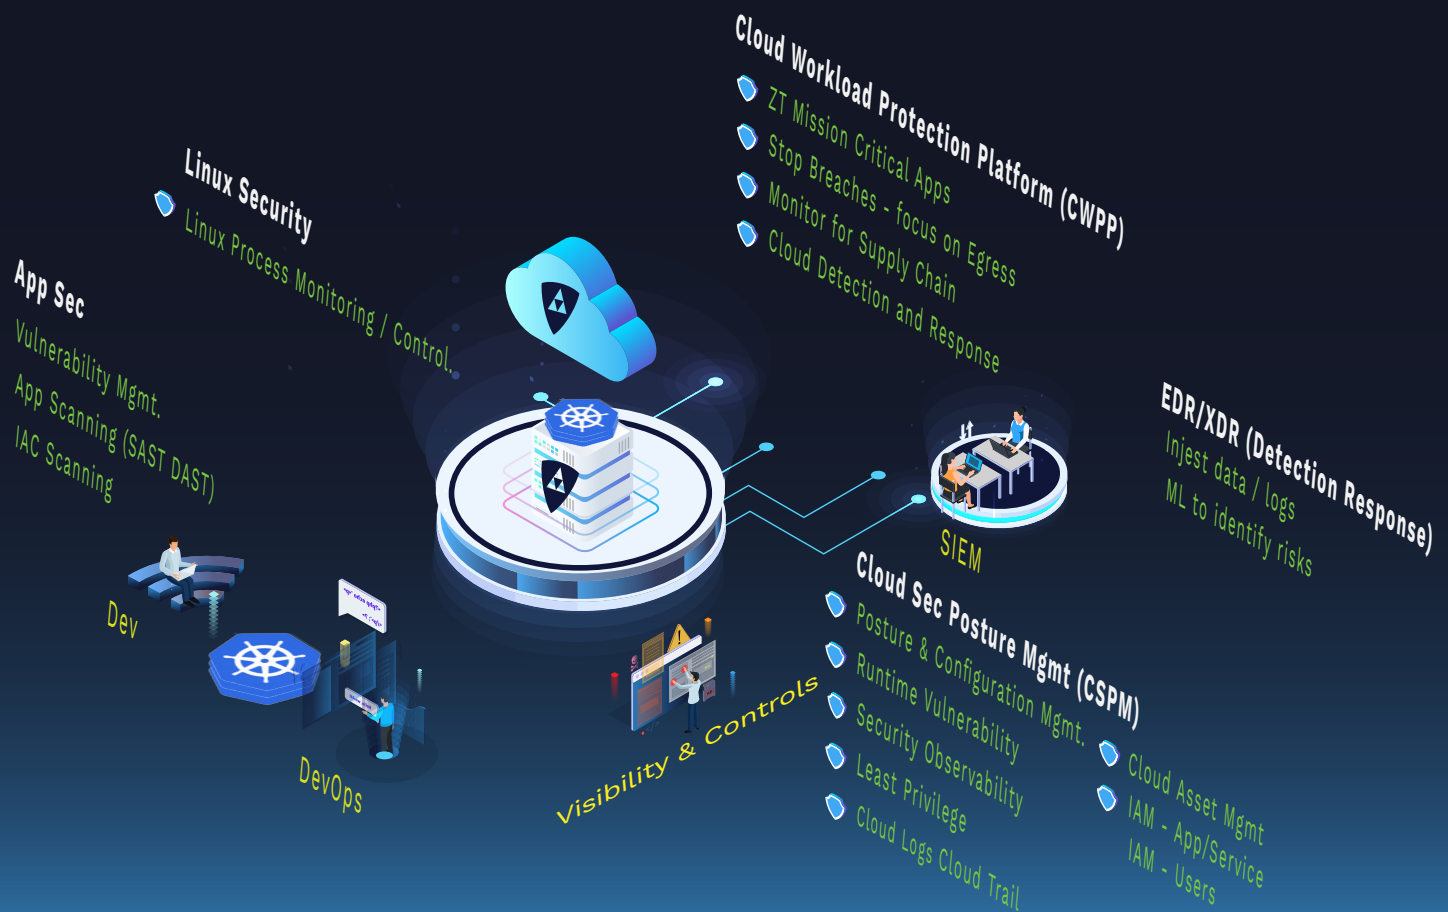 Cloud Workload Protection Platform (CWPP)
ZT Mission Critical Apps
Stop Breaches - focus on Egress
Monitor for Supply Chain
Cloud Detection and Response
Linux Security
Linux Process Monitoring / Control.
App Sec
Vulnerability Mgmt.
App Scanning (SAST DAST)
IAC Scanning
EDR/XDR (Detection Response)
Injest data / logs
ML to identify risks
SIEM
Dev
DevOps
Visibility & Controls
Cloud Sec Posture Mgmt (CSPM)
Posture & Configuration Mgmt.
Runtime Vulnerability
Security Observability
Least Privilege
Cloud Logs Cloud Trail
Cloud Asset Mgmt
IAM - App/Service
IAM - Users